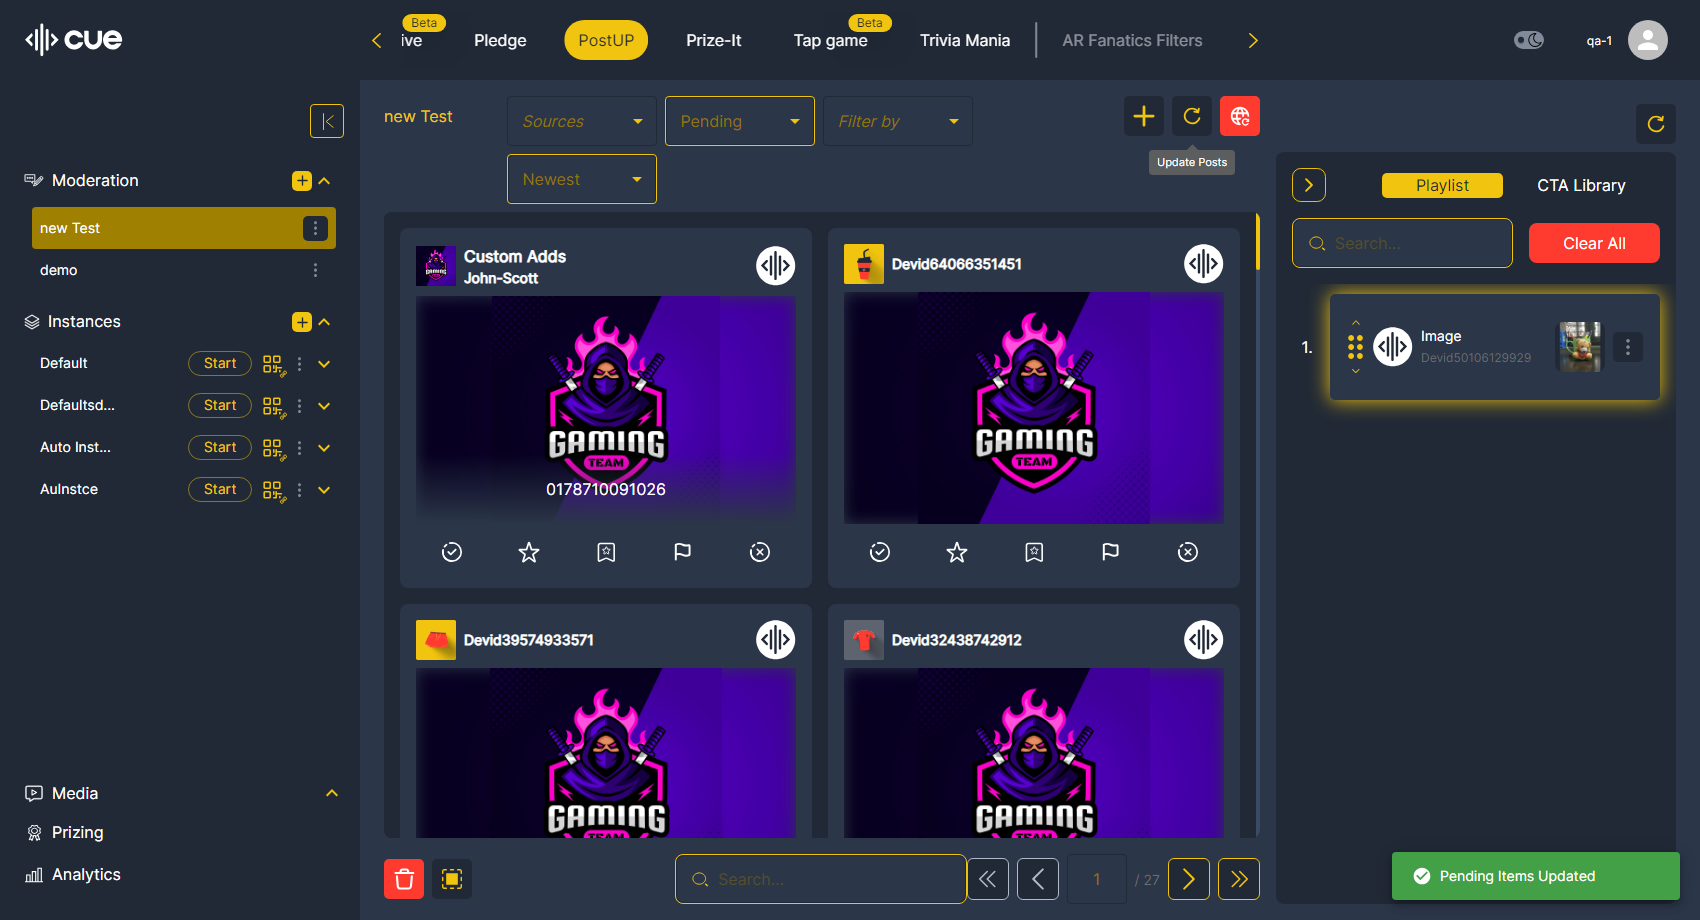 cue
ive
Beta
Pledge
PostUP
Prize-It
Tap game
Beta
Trivia Mania
AR Fanatics Filters
qa-1
Moderation
new Test
demo
Instances
Default
Start
Defaultsd...
Start
Auto Inst...
Start
AuInstce
Start
Media
Prizing
Analytics
new Test
Sources
Pending
Filter by
Newest
Update Posts
Custom Adds
John-Scott
GAMING
GAMING
TEAM
0178710091026
Devid64066351451
GAMING
TEAM
Devid39574933571
GAMING
TEAM
Devid32438742912
GAMING
TEAM
Search...
1
/ 27
Playlist
CTA Library
Search...
Clear All
1.
Image
Devid50106129929
Pending Items Updated